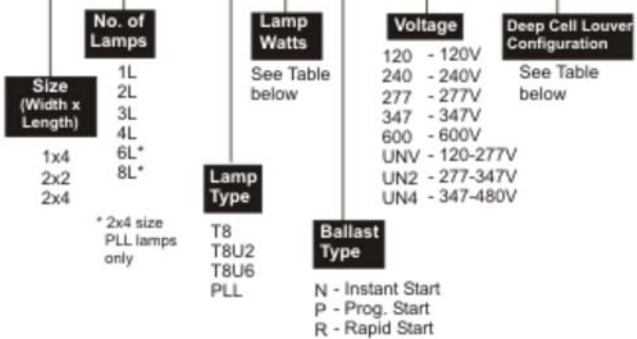 No. of
Lamps
1L
2L
3L
4L
6L*
8L*
* 2x4 size
PLL lamps
only
Size
(Width x
Length)
1x4
2x2
2x4
Lamp
Watts
See Table
below
Lamp
Type
T8
T8U2
T8U6
PLL
Voltage
120 - 120V
240 - 240V
277 - 277V
347 - 347V
600 - 600V
UNV - 120-277V
UN2 - 277-347V
UN4 - 347-480V
Ballast
Type
N - Instant Start
P - Prog. Start
R - Rapid Start
Deep Cell Louver
Configuration
See Table
below